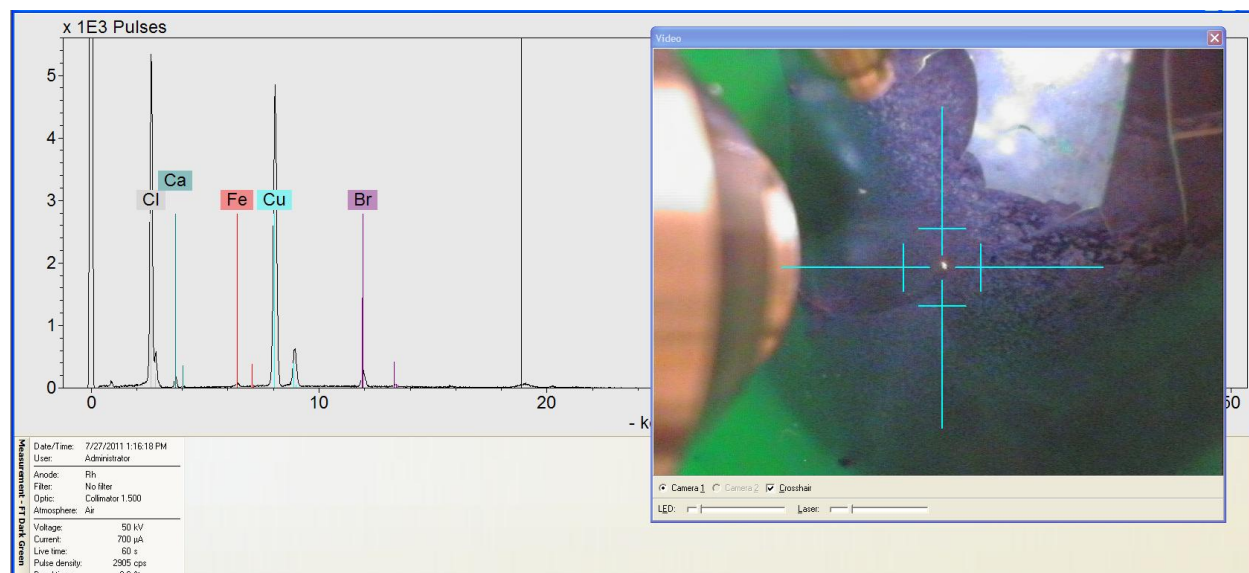 x 1E3 Pulses
5
4
3
2
1
0
Cl
Ca
Fe
Cu
Br
0
10
20
50
Video
Measurement - FT Dark Green
Date/Time: 7/27/2011 1:16:18 PM
User: Administrator
Anode: Rh
Filter: No filter
Optic: Collimator 1.500
Atmosphere: Air
Voltage: 50 kV
Current: 700 µA
Live time: 60 s
Pulse density: 2905 cps
Camera 1 Camera 2 Crosshair
LED: Laser: